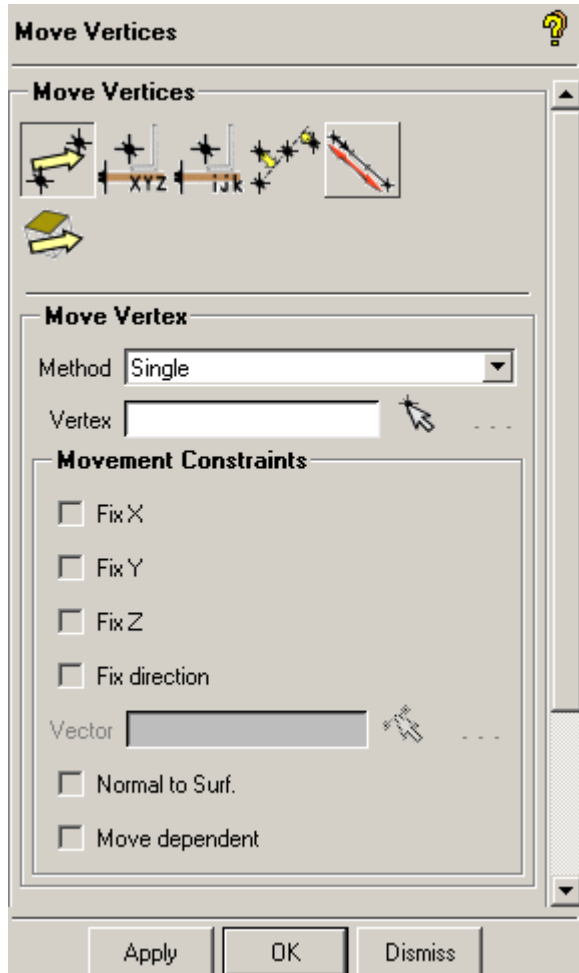 Move Vertices
Move Vertices
XYZ ijk
Move Vertex
Method Single
Vertex . . .
Movement Constraints
Fix X
Fix Y
Fix Z
Fix direction
Vector . . .
Normal to Surf.
Move dependent
Apply OK Dismiss